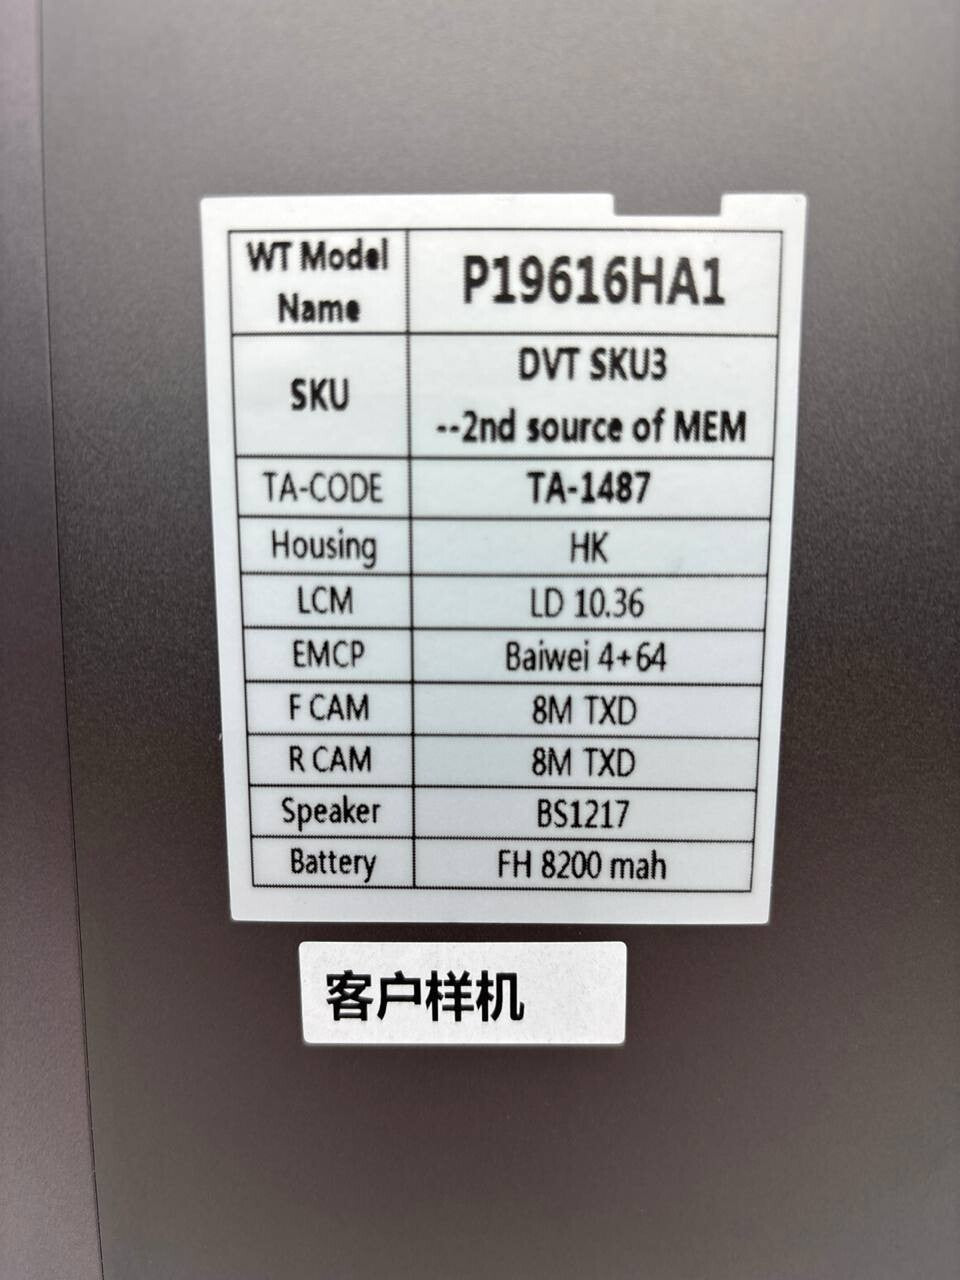 WT Model Name P19616HA1
SKU DVT SKU3
--2nd source of MEM
TA-CODE TA-1487
Housing HK
LCM LD 10.36
EMCP Baiwei 4+64
F CAM 8M TXD
R CAM 8M TXD
Speaker BS1217
Battery FH 8200 mah
客户样机